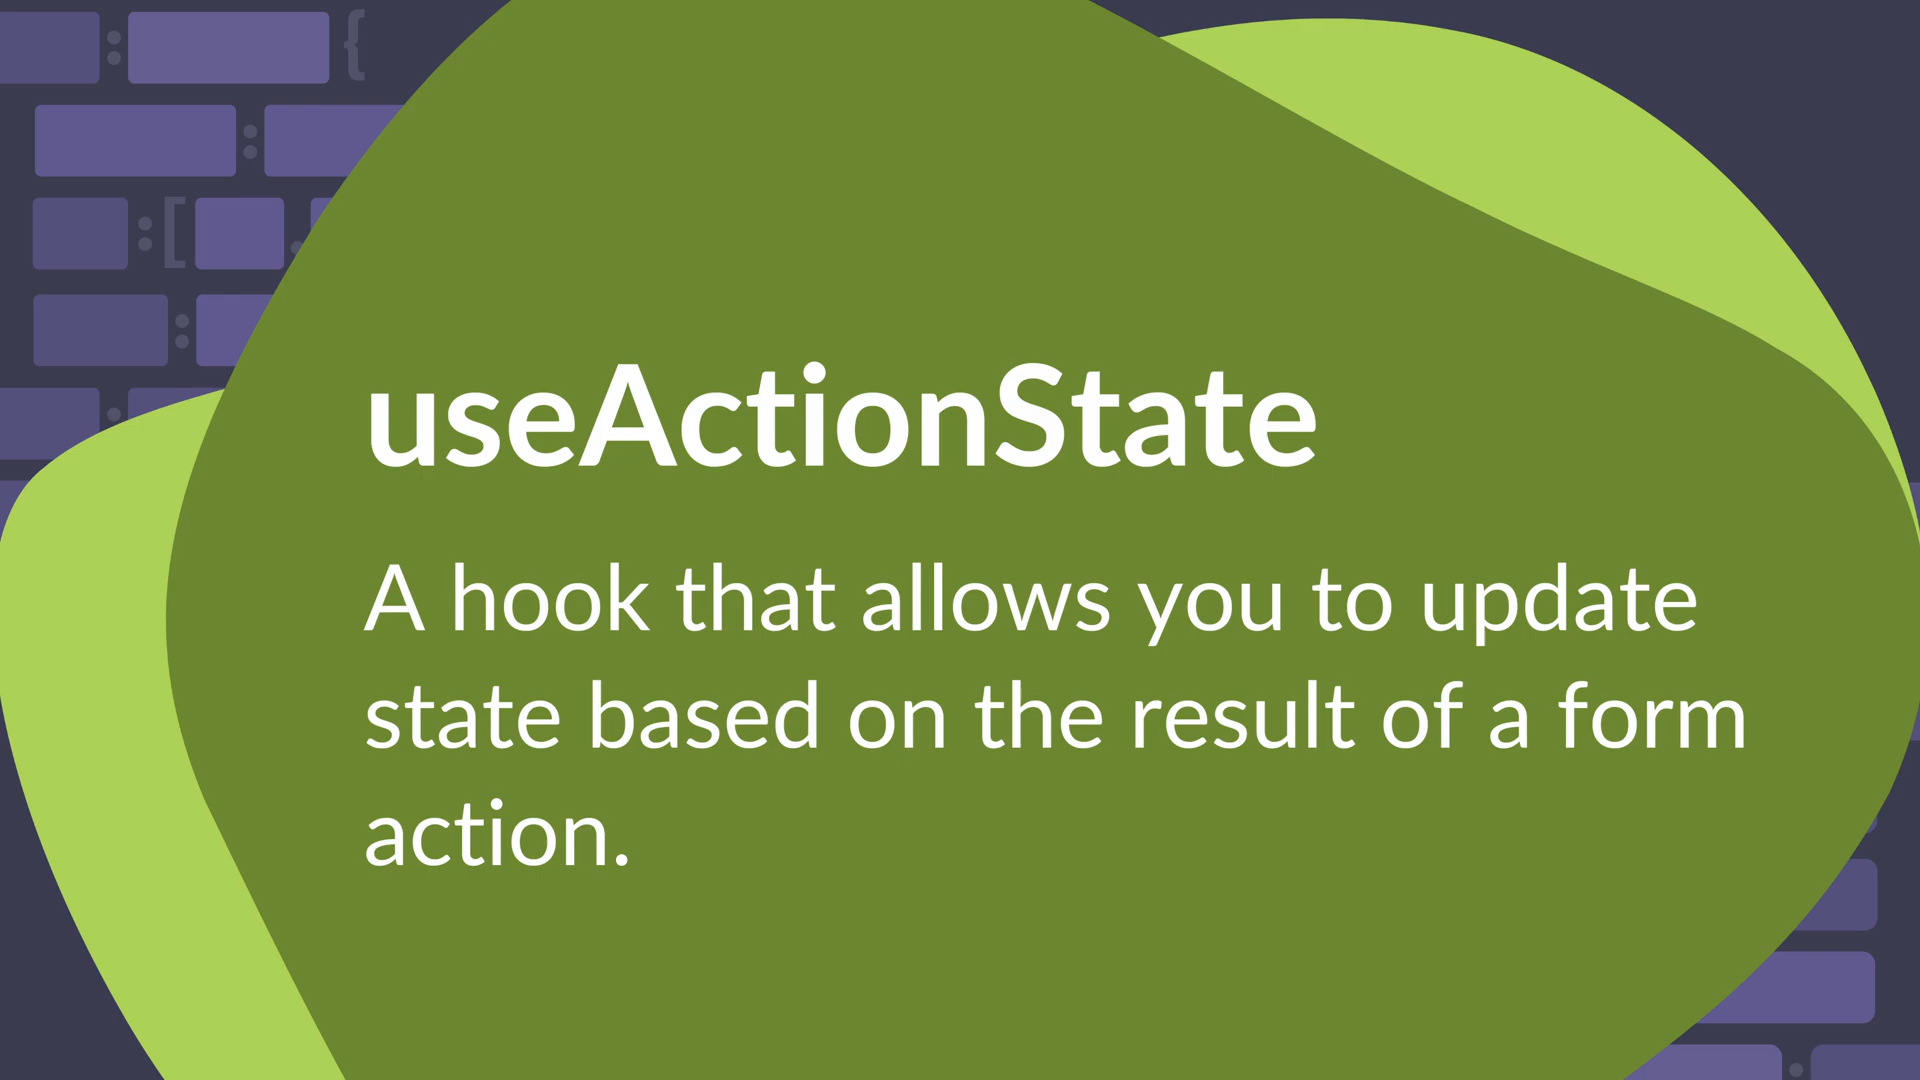 useActionState
A hook that allows you to update
state based on the result of a form
action.